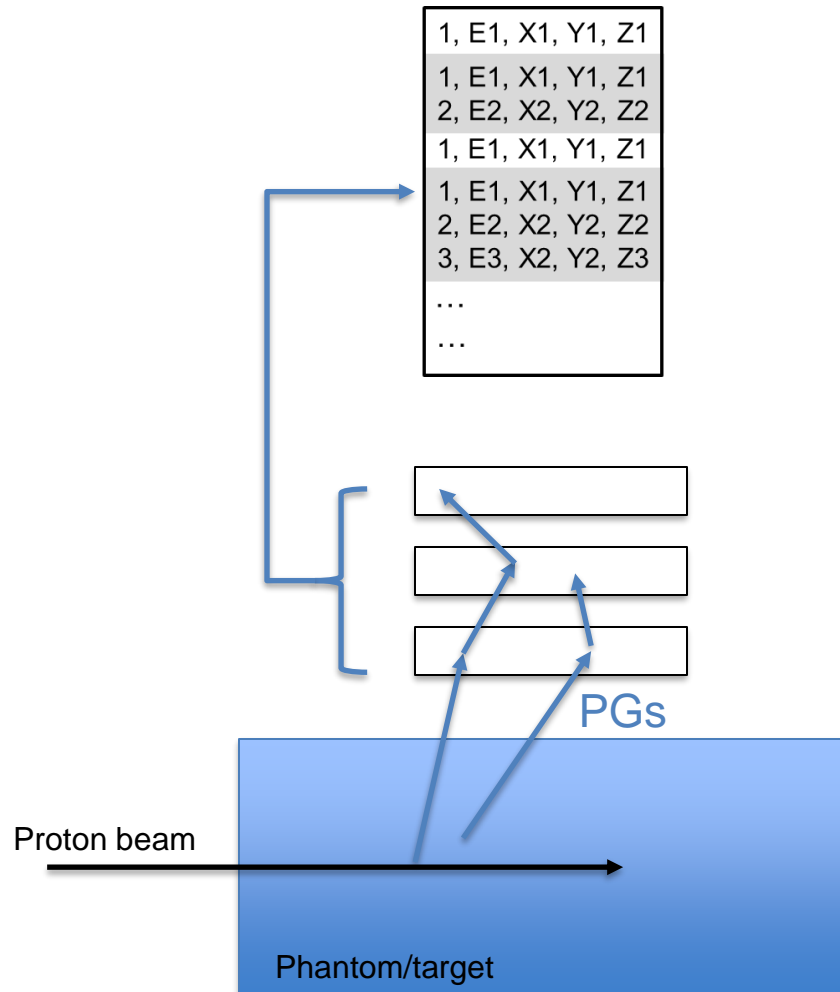 1, E1, X1, Y1, Z1
1, E1, X1, Y1, Z1
2, E2, X2, Y2, Z2
1, E1, X1, Y1, Z1
1, E1, X1, Y1, Z1
2, E2, X2, Y2, Z2
3, E3, X2, Y2, Z3
...
...
PGs
Proton beam
Phantom/target